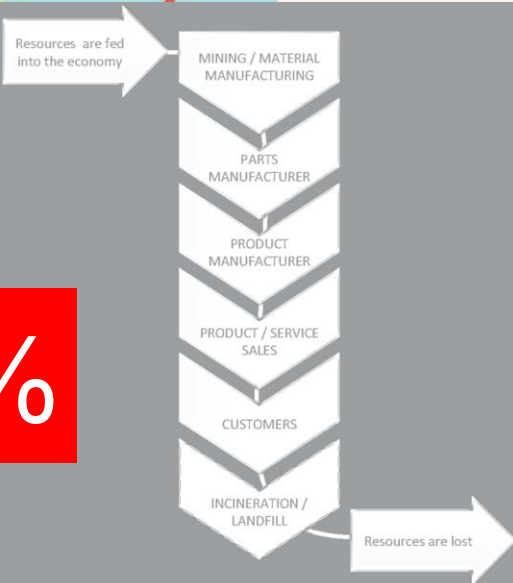 Resources are fed
into the economy
MINING / MATERIAL
MANUFACTURING
PARTS
MANUFACTURER
PRODUCT
MANUFACTURER
PRODUCT / SERVICE
SALES
%
CUSTOMERS
INCINERATION /
LANDFILL
Resources are lost